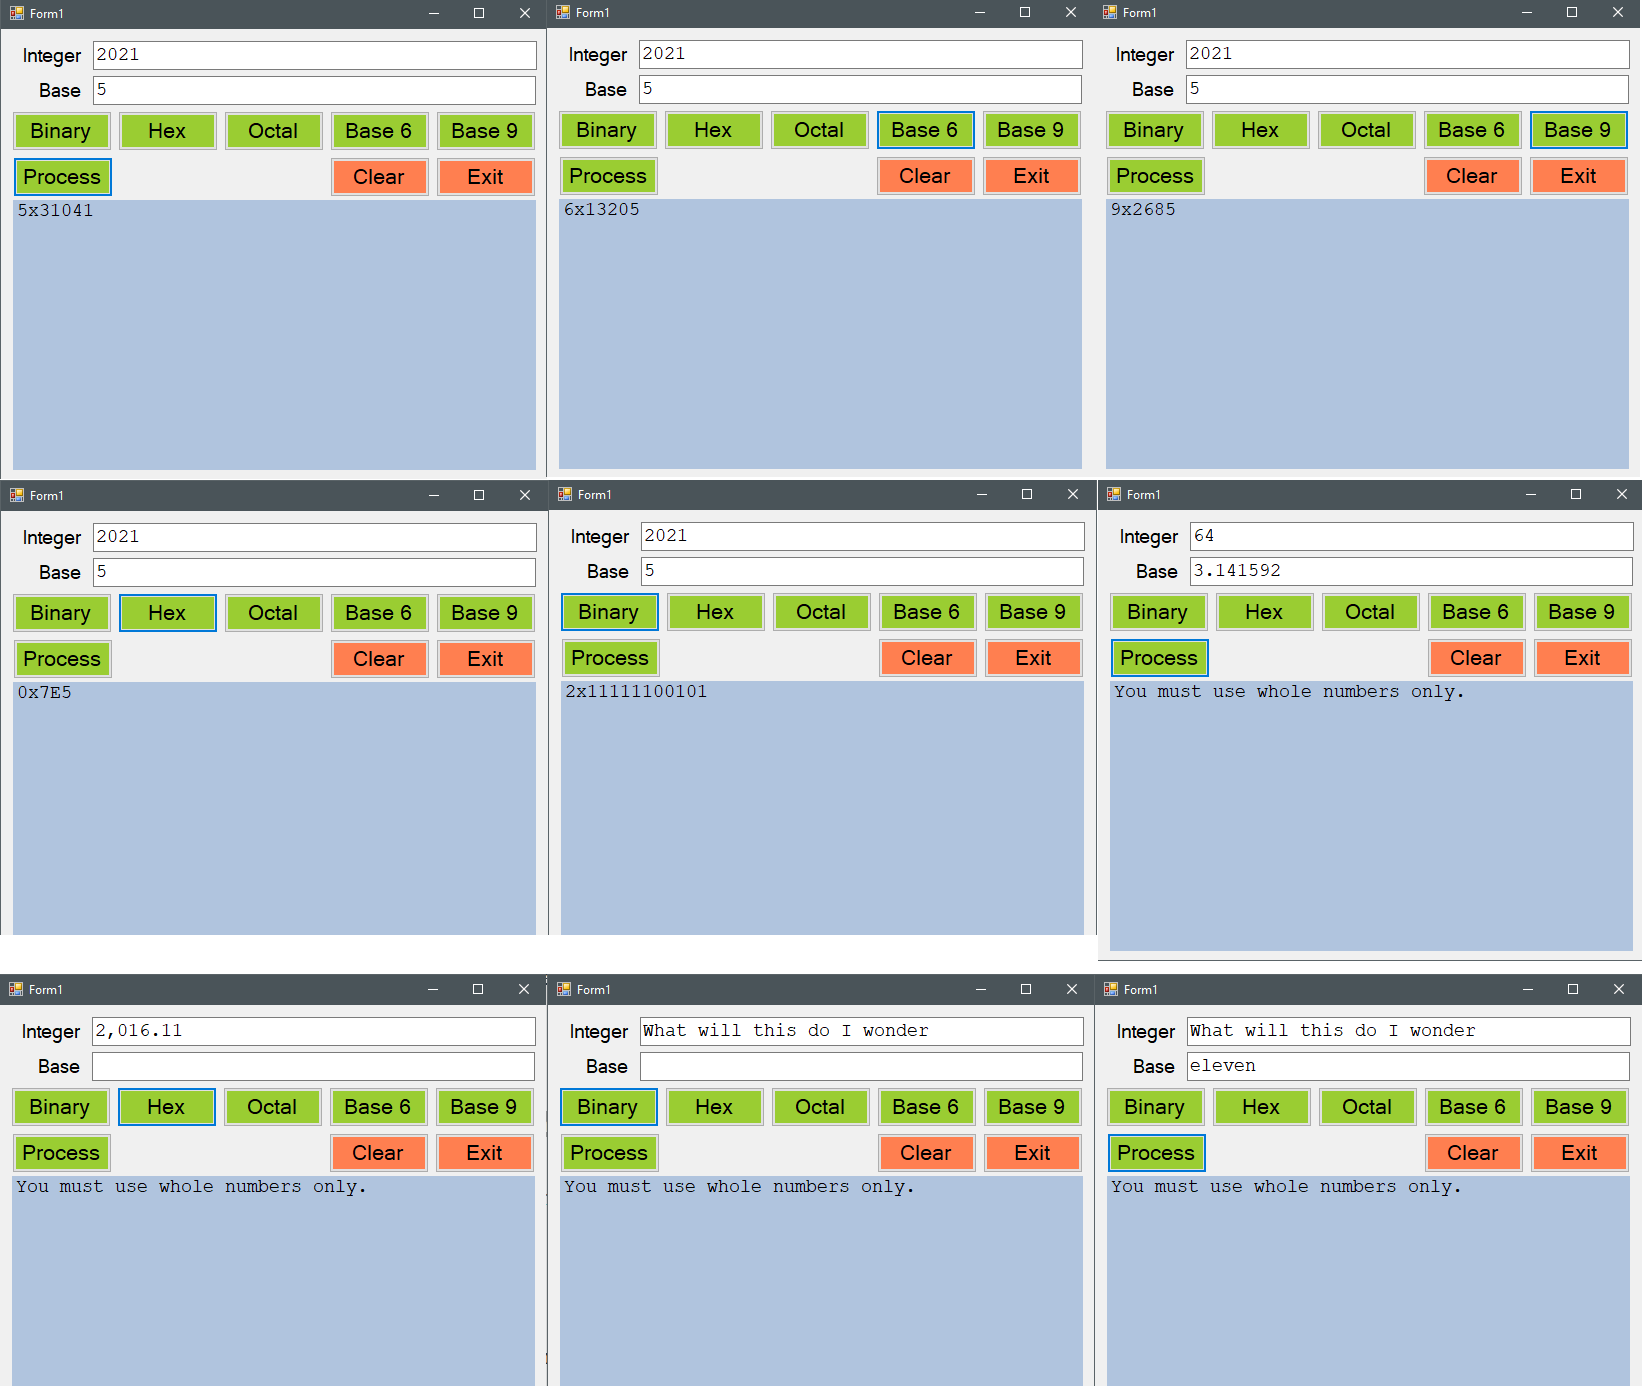 Form1
Integer 2021
Base 5
Binary Hex Octal Base 6 Base 9
Process Clear Exit
5x31041
Form1
Integer 2021
Base 5
Binary Hex Octal Base 6 Base 9
Process Clear Exit
6x13205
Form1
Integer 2021
Base 5
Binary Hex Octal Base 6 Base 9
Process Clear Exit
9x2685
Form1
Integer 2021
Base 5
Binary Hex Octal Base 6 Base 9
Process Clear Exit
0x7E5
Form1
Integer 2021
Base 5
Binary Hex Octal Base 6 Base 9
Process Clear Exit
2x11111100101
Form1
Integer 64
Base 3.141592
Binary Hex Octal Base 6 Base 9
Process Clear Exit
You must use whole numbers only.
Form1
Integer 2,016.11
Base
Binary Hex Octal Base 6 Base 9
Process Clear Exit
You must use whole numbers only.
Form1
Integer What will this do I wonder
Base
Binary Hex Octal Base 6 Base 9
Process Clear Exit
You must use whole numbers only.
Form1
Integer What will this do I wonder
Base eleven
Binary Hex Octal Base 6 Base 9
Process Clear Exit
You must use whole numbers only.